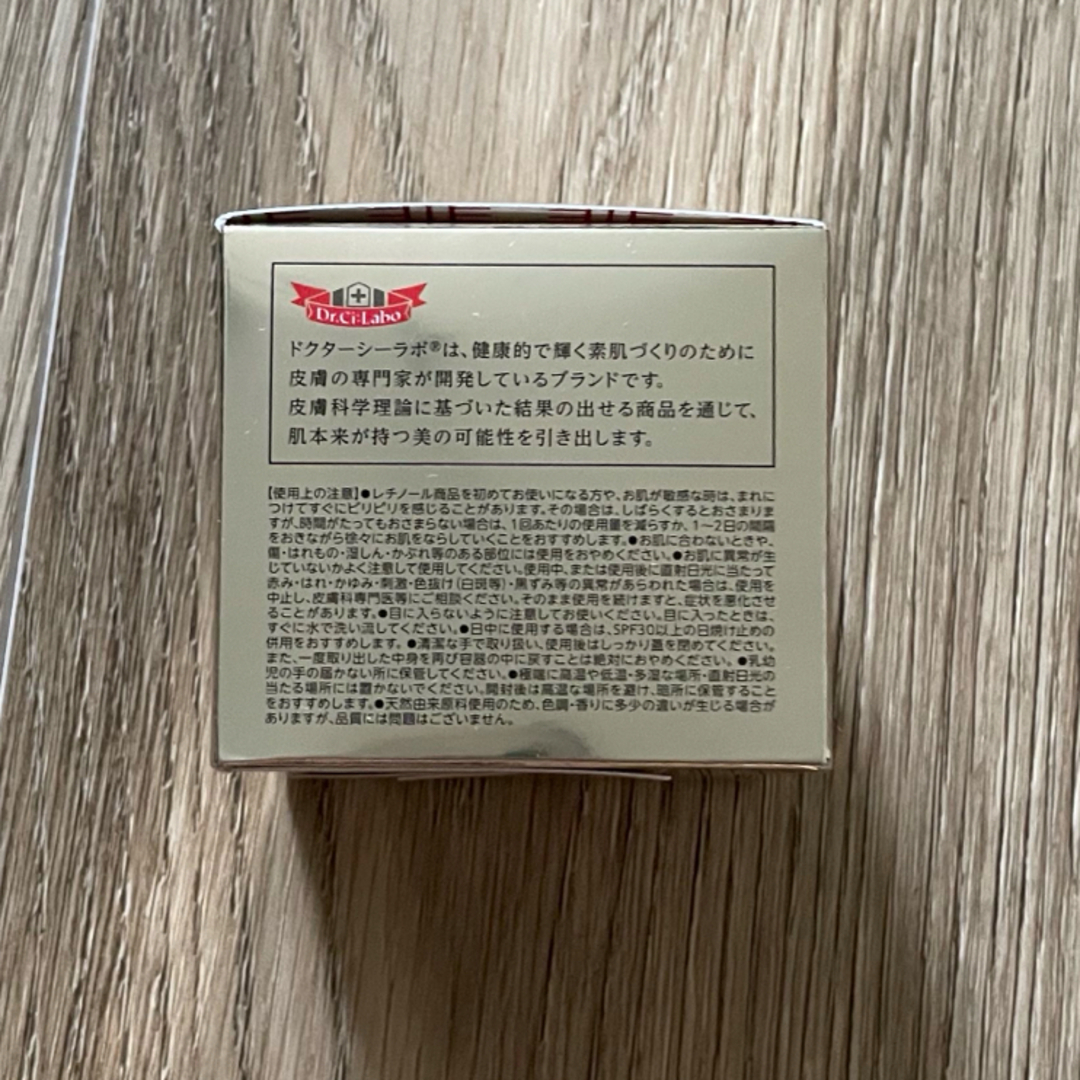 Dr.Ci:Labo
ドクターシーラボ®は、健康的で輝く素肌づくりのために
皮膚の専門家が開発しているブランドです。
皮膚科学理論に基づいた結果の出せる商品を通じて、
肌本来が持つ美の可能性を引き出します。
【使用上の注意】●レチノール商品を初めてお使いになる方や、お肌が敏感な時は、まれに
つけてすぐにピリピリを感じることがあります。その場合は、しばらくするとおさまりま
すが、時間がたってもおさまらない場合は、1回あたりの使用量を減らすか、1〜2日の間隔
をおきながら徐々にお肌をならしていくことをおすすめします。●お肌に合わないときや、
傷・はれもの・湿しん・かぶれ等のある部位には使用をおやめください。●お肌に異常が生
じていないかよく注意して使用してください。使用中、または使用後に直射日光に当たって
赤み・はれ・かゆみ・刺激・色抜け(白斑等)・黒ずみ等の異常があらわれた場合は、使用を
中止し、皮膚科専門医等にご相談ください。そのまま使用を続けますと、症状を悪化させ
ることがあります。●目に入らないように注意してお使いください。目に入ったときは、
すぐに水で洗い流してください。●日中に使用する場合は、SPF30以上の日焼け止めの
併用をおすすめします。●清潔な手で取り扱い、使用後はしっかり蓋を閉めてください。
また、一度取り出した中身を再び容器の中に戻すことは絶対におやめください。●乳幼
児の手の届かない所に保管してください。●極端に高温や低温・多湿な場所・直射日光の
当たる場所には置かないでください。開封後は高温な場所を避け、暗所に保管すること
をおすすめします。●天然由来原料使用のため、色調・香りに多少の違いが生じる場合が
ありますが、品質には問題はございません。